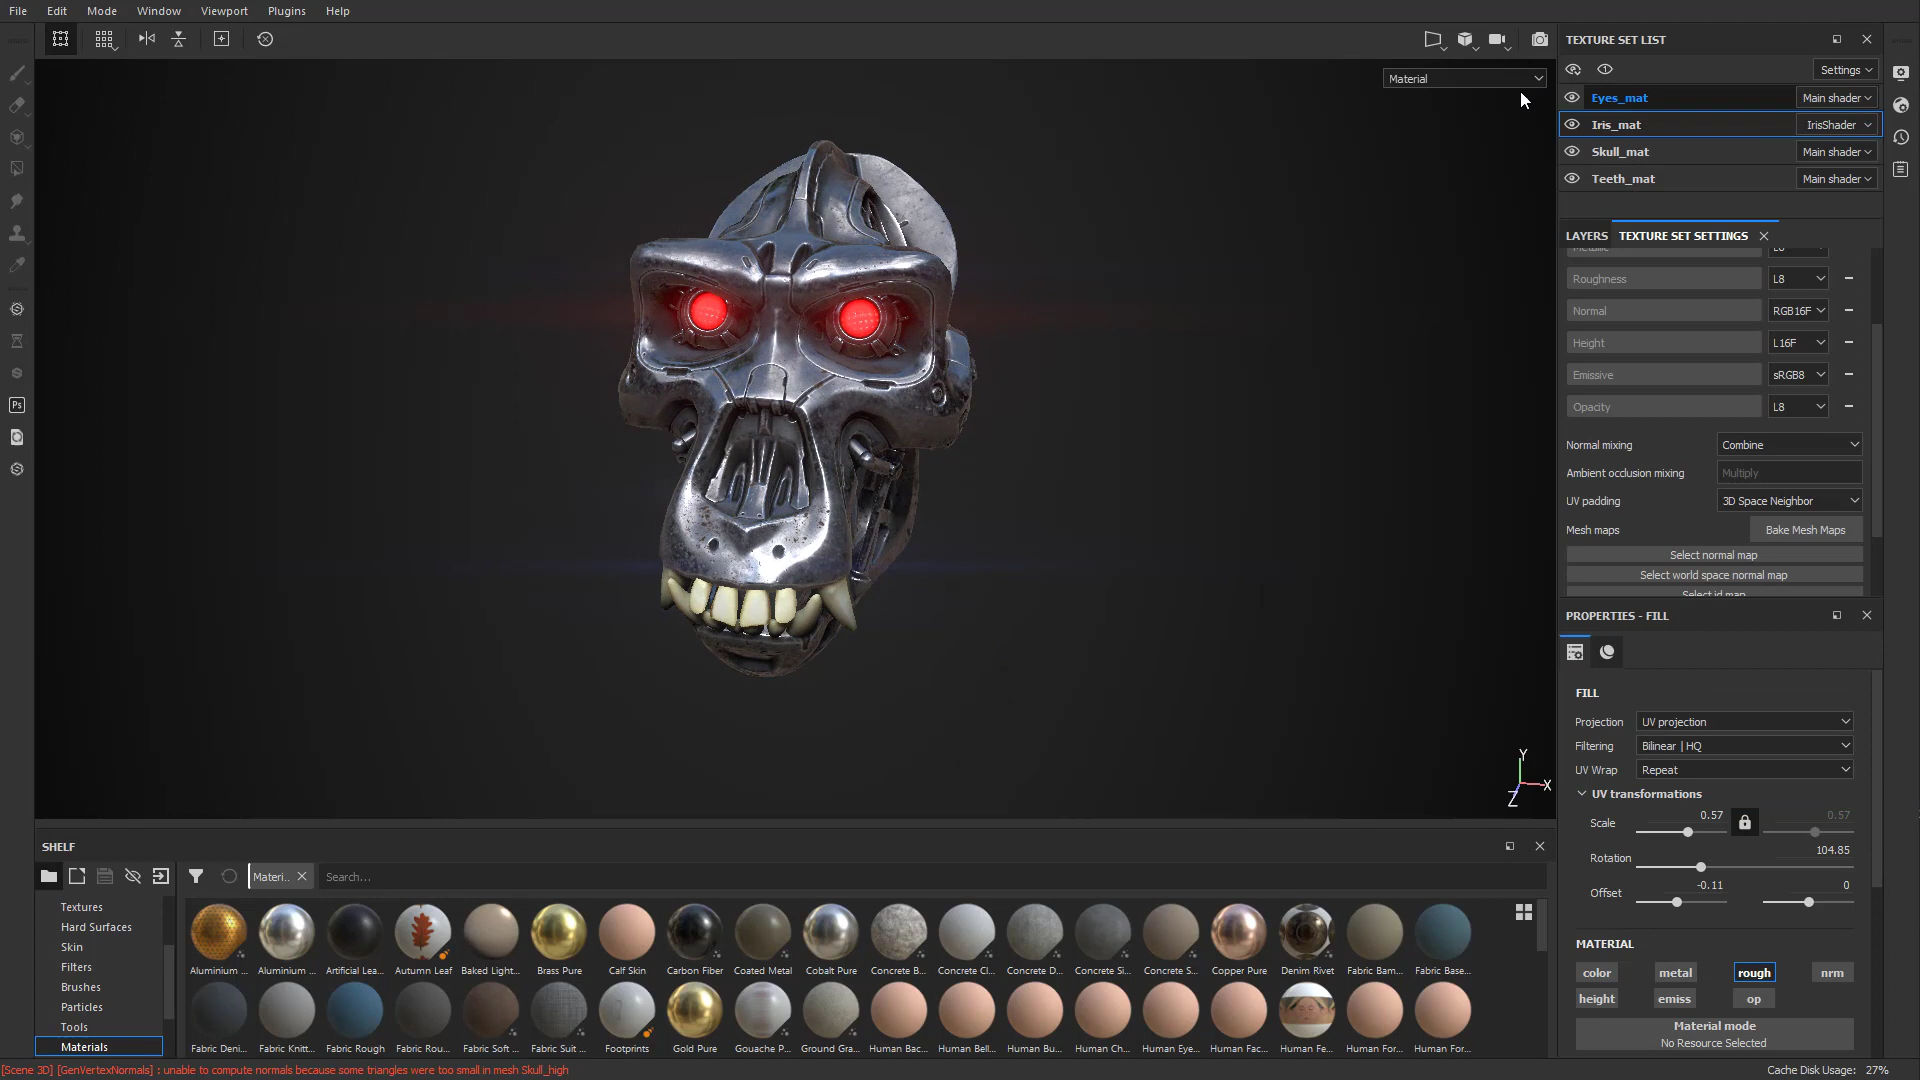 File Edit Mode Window Viewport Plugins Help
TEXTURE SET LIST
Settings
Material
Eyes_mat Main shader
Iris_mat IrisShader
Skull_mat Main shader
Teeth_mat Main shader
LAYERS TEXTURE SET SETTINGS
Roughness L8
Normal RGB16F
Height L16F
Emissive sRGB8
Opacity L8
Normal mixing Combine
Ambient occlusion mixing Multiply
UV padding 3D Space Neighbor
Mesh maps Bake Mesh Maps
Select normal map
Select world space normal map
Select id map
PROPERTIES - FILL
FILL
Projection UV projection
Filtering Bilinear | HQ
UV Wrap Repeat
UV transformations
Scale 0.57 0.57
Rotation 104.85
Offset -0.11 0
MATERIAL
color metal rough nrm
height emiss op
Material mode
No Resource Selected
Y
X
Z
Ps
SHELF
Materi.. Search...
Textures
Hard Surfaces
Skin
Filters
Brushes
Particles
Tools
Materials
Aluminium ... Aluminium ... Artificial Lea... Autumn Leaf Baked Light... Brass Pure Calf Skin Carbon Fiber Coated Metal Cobalt Pure Concrete B... Concrete Cl... Concrete D... Concrete Si... Concrete S... Copper Pure Denim Rivet Fabric Bam... Fabric Base...
Fabric Deni... Fabric Knitt... Fabric Rough Fabric Rou... Fabric Soft ... Fabric Suit ... Footprints Gold Pure Gouache P... Ground Gra... Human Bac... Human Bell... Human Bu... Human Ch... Human Eye... Human Fac... Human Fe... Human For... Human For...
[Scene 3D] [GenVertexNormals] : unable to compute normals because some triangles were too small in mesh Skull_high
Cache Disk Usage: 27%